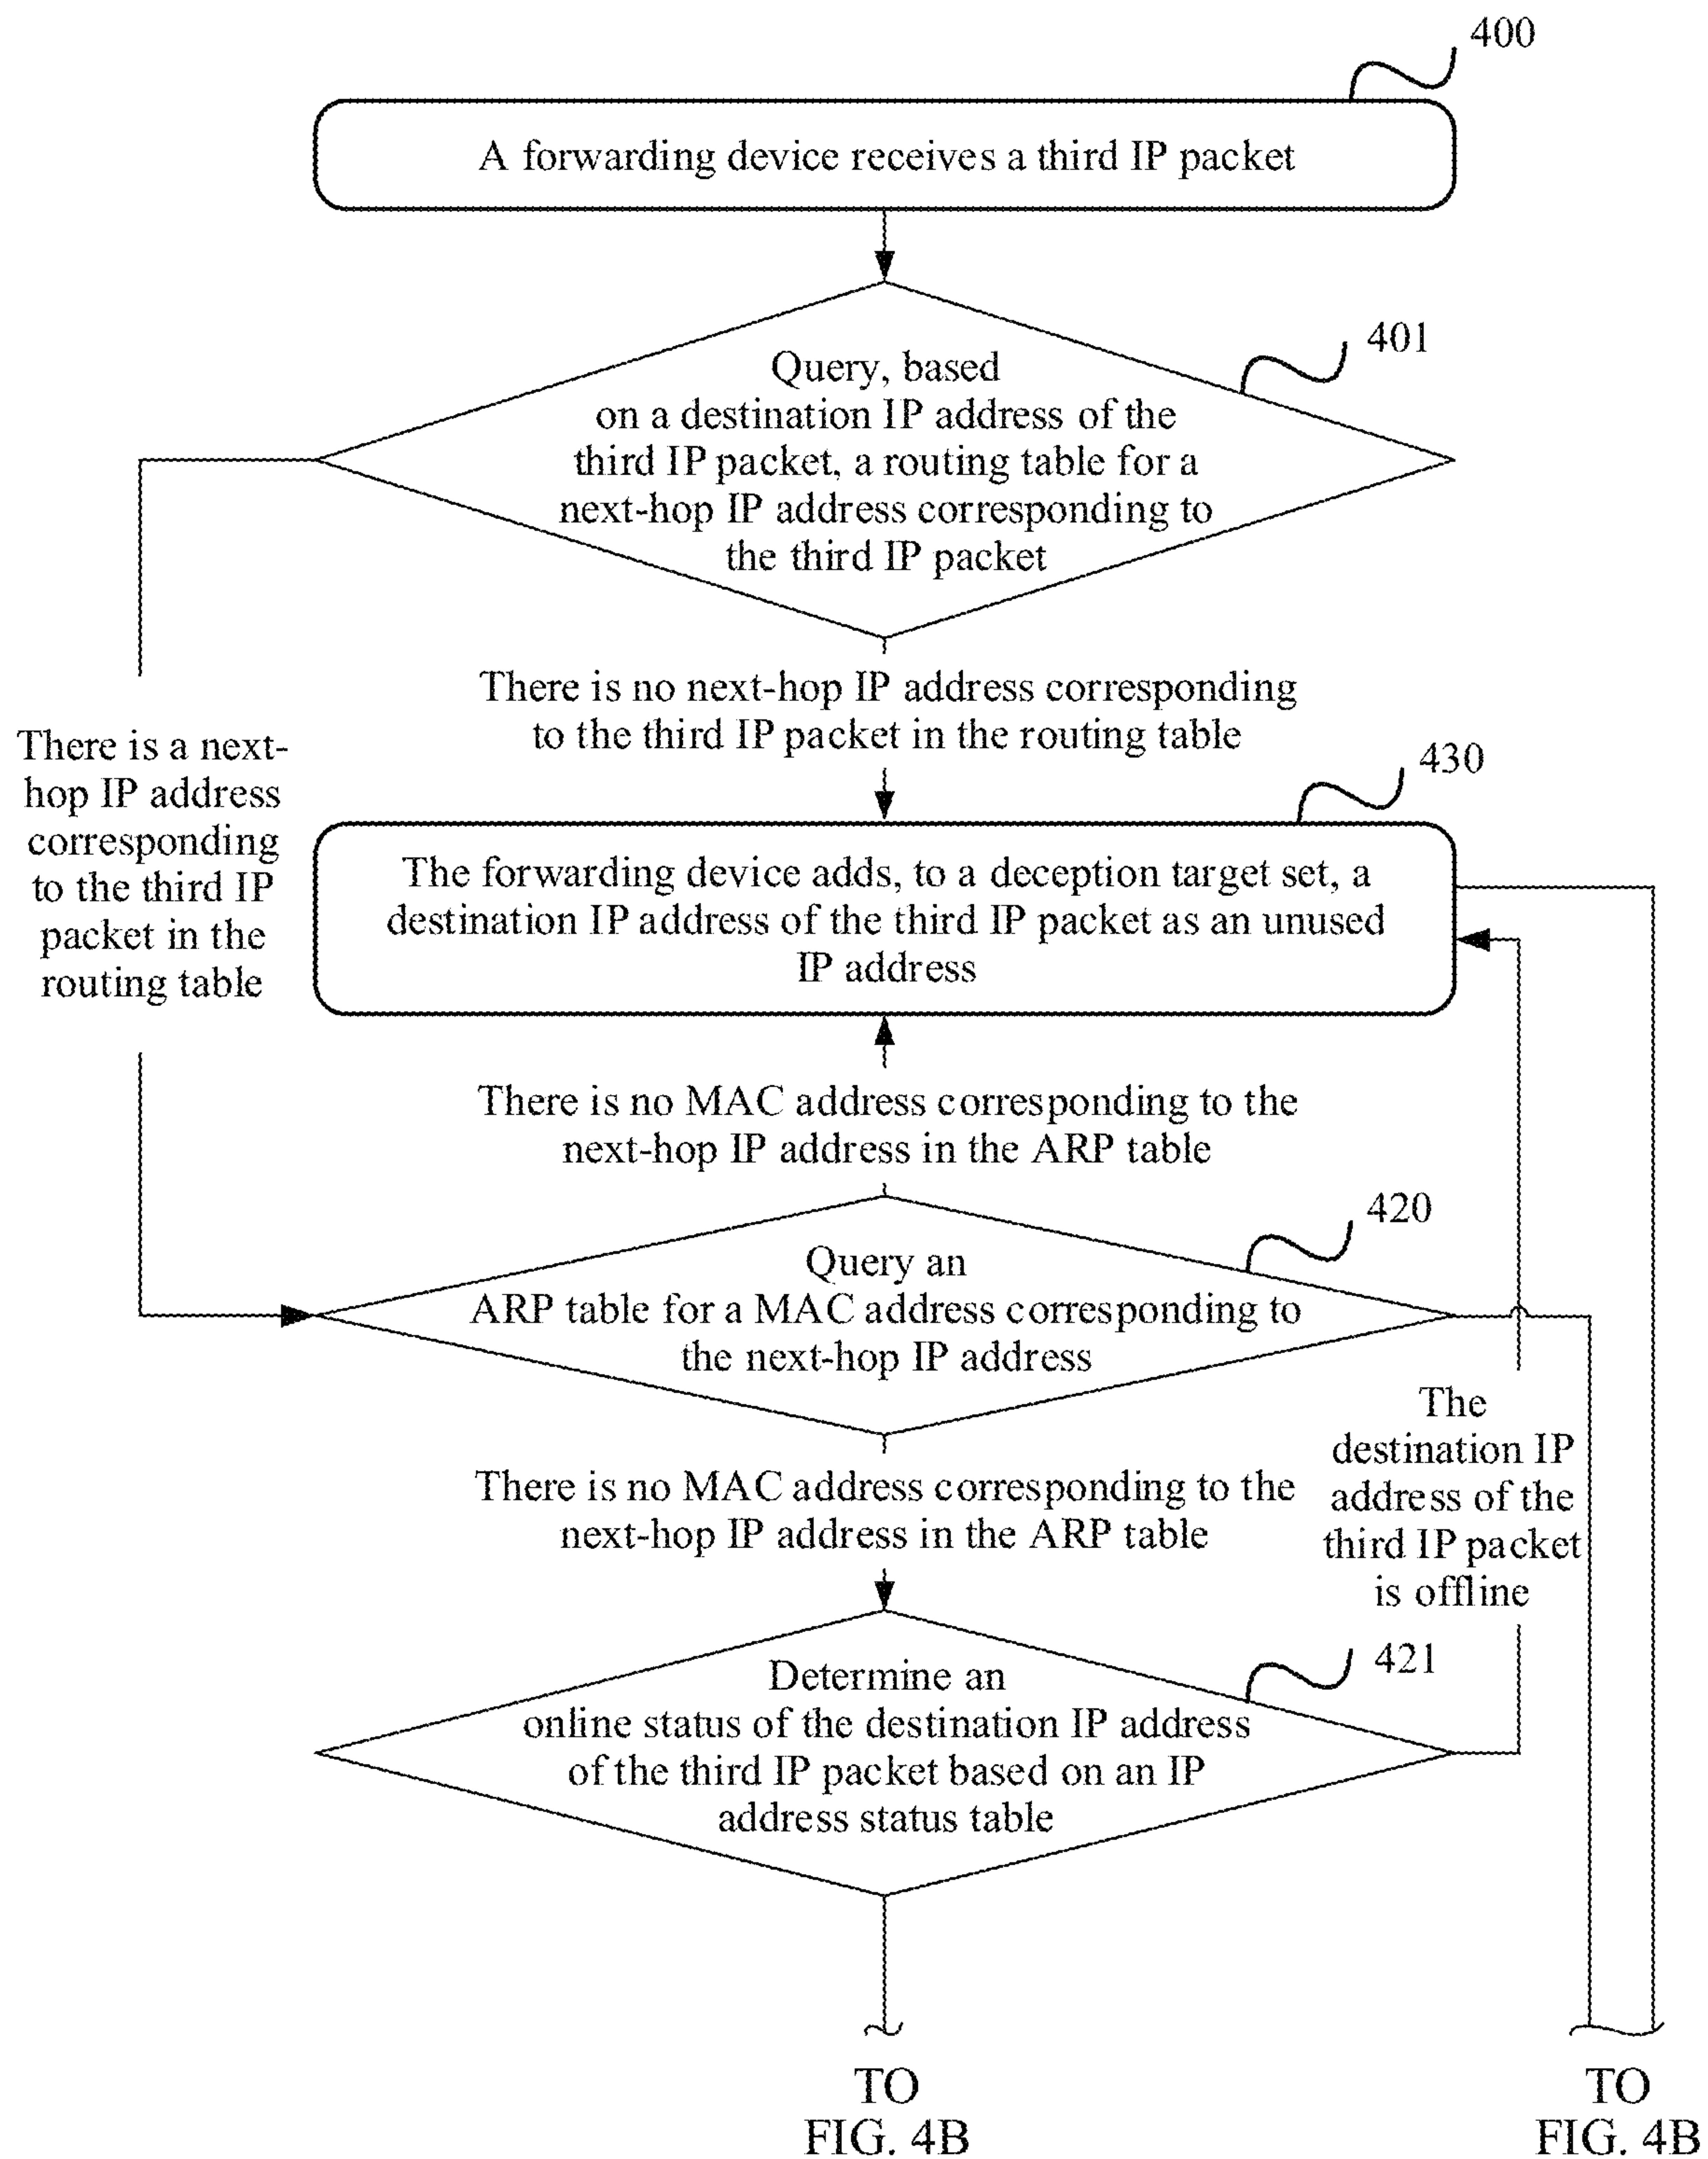 400
A forwarding device receives a third IP packet
401
Query, based
on a destination IP address of the
third IP packet, a routing table for a
next-hop IP address corresponding to
the third IP packet
There is no next-hop IP address corresponding
to the third IP packet in the routing table
There is a next-
hop IP address
corresponding
to the third IP
packet in the
routing table
430
The forwarding device adds, to a deception target set, a
destination IP address of the third IP packet as an unused
IP address
There is no MAC address corresponding to the
next-hop IP address in the ARP table
420
Query an
ARP table for a MAC address corresponding to
the next-hop IP address
There is no MAC address corresponding to the
next-hop IP address in the ARP table
The
destination IP
address of the
third IP packet
is offline
421
Determine an
online status of the destination IP address
of the third IP packet based on an IP
address status table
TO
FIG. 4B
TO
FIG. 4B